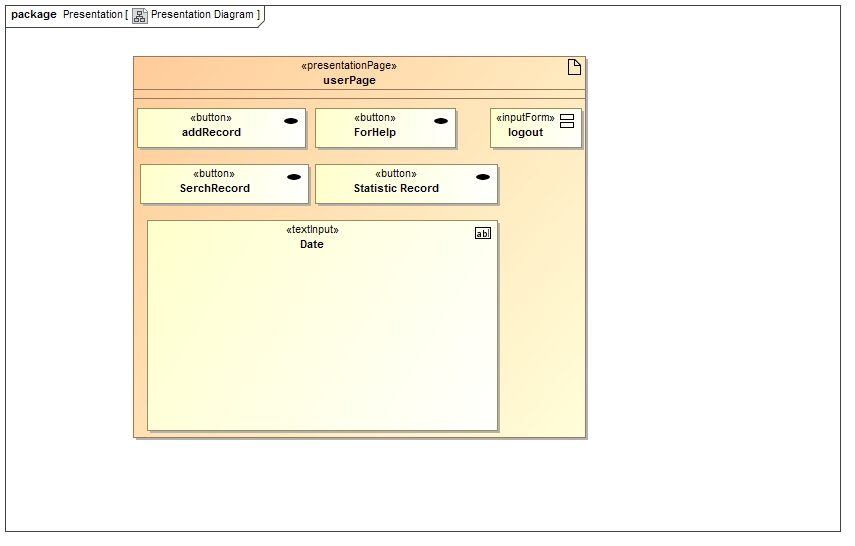 package Presentation [ Presentation Diagram ]
«presentationPage»
userPage
«button»
addRecord
«button»
ForHelp
«inputForm»
logout
«button»
SerchRecord
«button»
Statistic Record
«textInput»
Date
ab